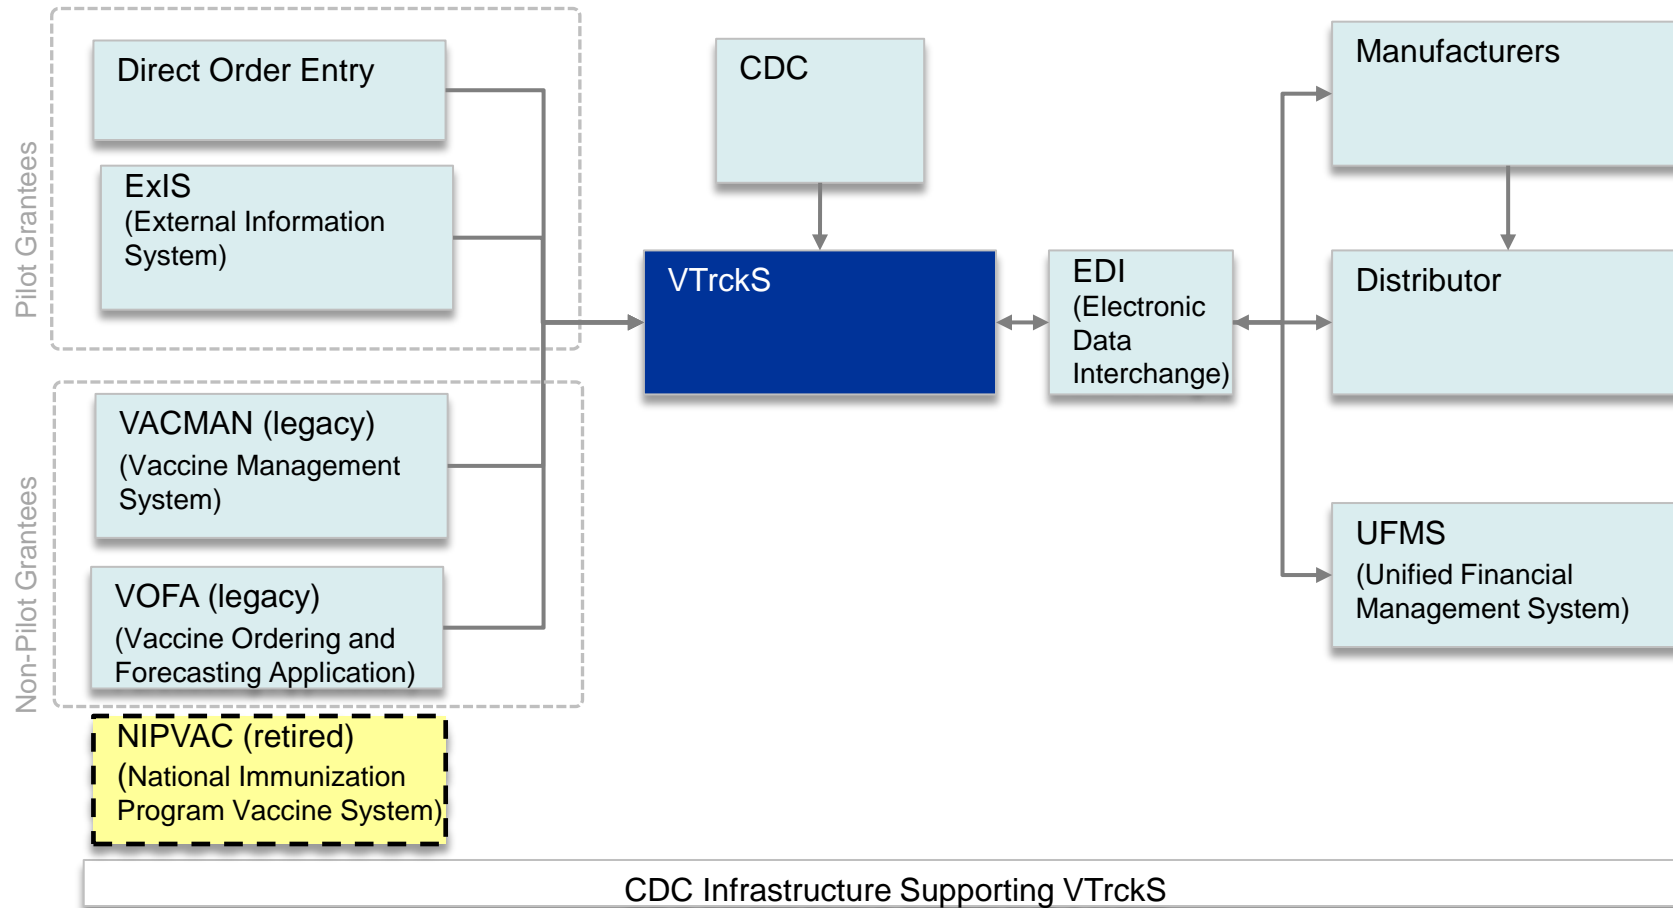 Pilot Grantees
Direct Order Entry
ExIS
(External Information
System)
Non-Pilot Grantees
VACMAN (legacy)
(Vaccine Management
System)
VOFA (legacy)
(Vaccine Ordering and
Forecasting Application)
NIPVAC (retired)
(National Immunization
Program Vaccine System)
CDC
VTrckS
EDI
(Electronic
Data
Interchange)
Manufacturers
Distributor
UFMS
(Unified Financial
Management System)
CDC Infrastructure Supporting VTrckS